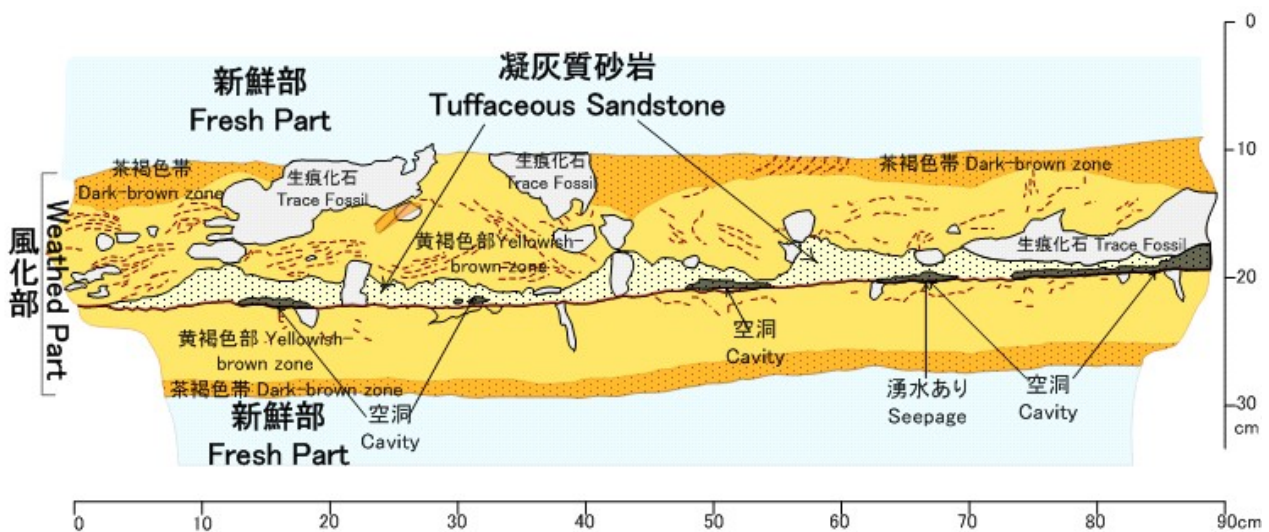 0
新鮮部
Fresh Part
凝灰質砂岩
Tuffaceous Sandstone
10
茶褐色帯
Dark-brown zone
生痕化石
Trace Fossil
生痕化石
Trace Fossil
茶褐色帯
Dark-brown zone
風化部
Weathered Part
黄褐色部 Yellowish-
brown zone
生痕化石 Trace Fossil
20
黄褐色部 Yellowish-
brown zone
空洞
Cavity
茶褐色帯 Dark-brown zone
空洞
Cavity
湧水あり
Seepage
空洞
Cavity
30
cm
新鮮部
Fresh Part
0 10 20 30 40 50 60 70 80 90cm